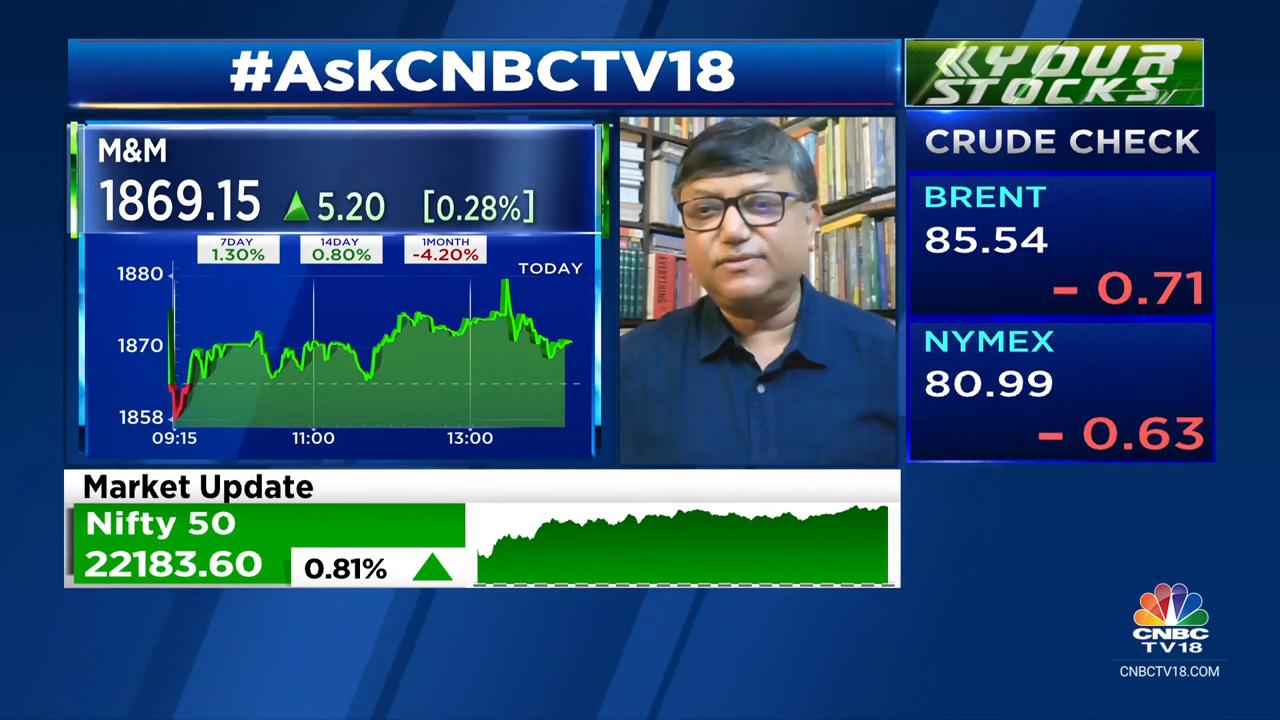 #AskCNBCTV18
YOUR
STOCKS
M&M
1869.15 ▲ 5.20 [0.28%]
7DAY
1.30%
14DAY
0.80%
1MONTH
-4.20%
TODAY
1880
1870
1858
09:15 11:00 13:00
EVERYTHING
CRUDE CHECK
BRENT
85.54
- 0.71
NYMEX
80.99
- 0.63
Market Update
Nifty 50
22183.60 0.81% ▲
CNBC
TV18
CNBCTV18.COM